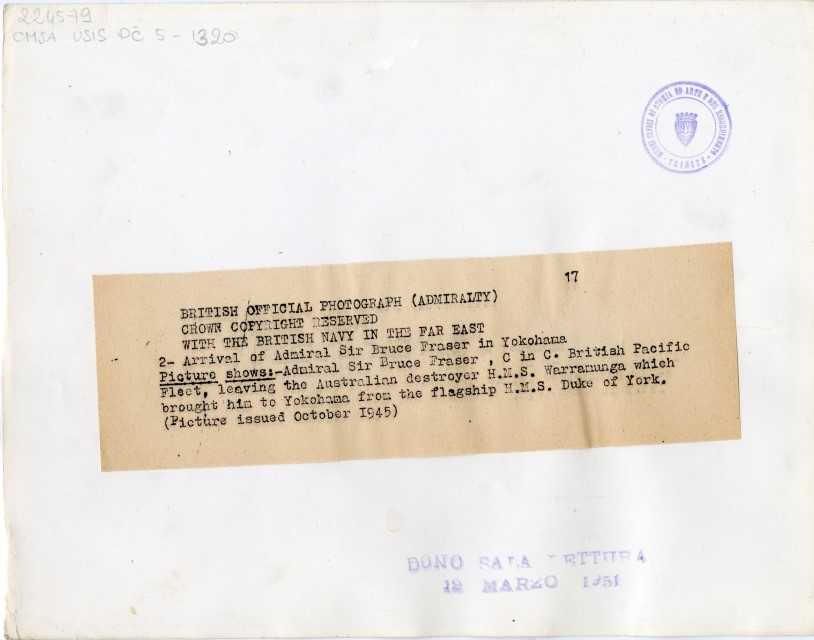 224579
CMSA USIS PC 5 - 1320
17
BRITISH OFFICIAL PHOTOGRAPH (ADMIRALTY)
CROWN COPYRIGHT RESERVED
WITH THE BRITISH NAVY IN THE FAR EAST
2- Arrival of Admiral Sir Bruce Fraser in Yokohama
Picture shows:-Admiral Sir Bruce Fraser , C in C. British Pacific
Fleet, leaving the Australian destroyer H.M.S. Warramunga which
brought him to Yokohama from the flagship H.M.S. Duke of York.
(Picture issued October 1945)
DONO SALA LETTURA
12 MARZO 1951